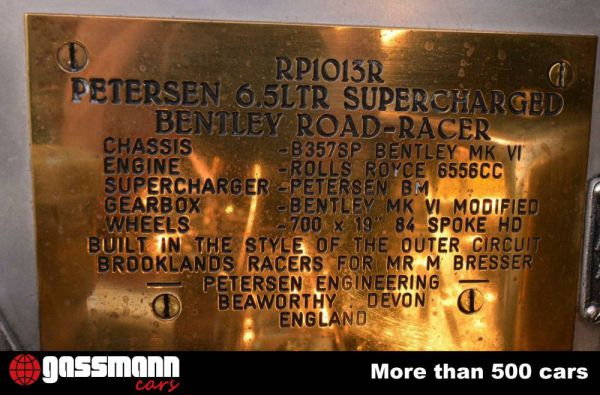 RP1013R
PETERSEN 6.5LTR SUPERCHARGED
BENTLEY ROAD-RACER
CHASSIS -B357SP BENTLEY MK VI
ENGINE -ROLLS ROYCE 6556CC
SUPERCHARGER -PETERSEN BM
GEARBOX -BENTLEY MK VI MODIFIED
WHEELS -700 x 19" 84 SPOKE HD
BUILT IN THE STYLE OF THE OUTER CIRCUIT
BROOKLANDS RACERS FOR MR M BRESSER
PETERSEN ENGINEERING
BEAWORTHY, DEVON
ENGLAND
gassmann
cars
More than 500 cars